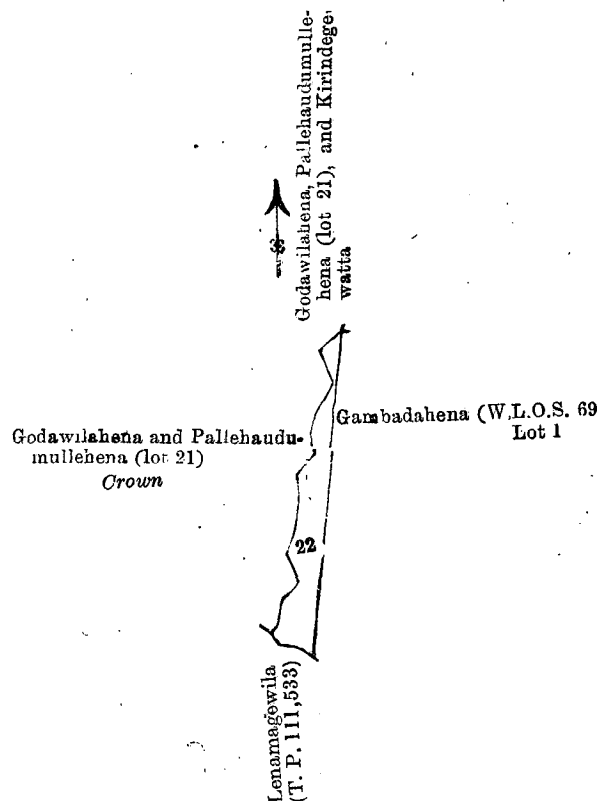 Godawilahena, Pallehaudumulle-
hena (lot 21), and Kirindege-
watta
Gambadahena (W.L.O.S. 69
Lot 1
Godawilahena and Pallehaudu-
mullehena (lot 21)
Crown
22
Lenamagewila
(T. P. 111,533)